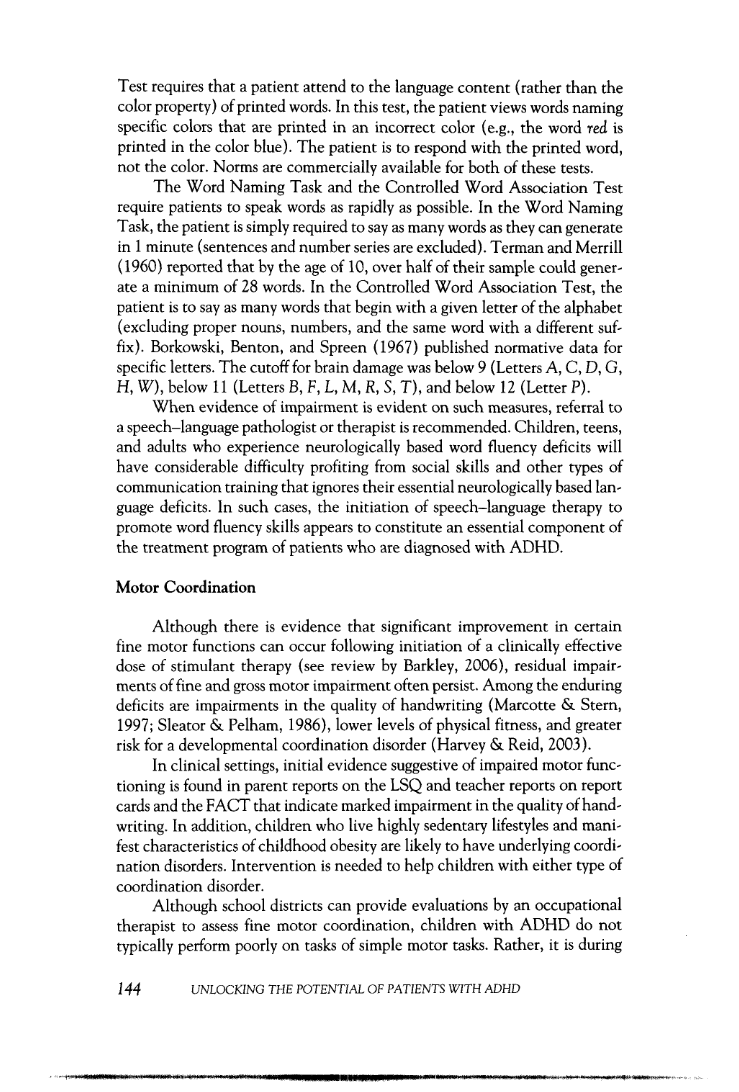 Test requires that a patient attend to the language content (rather than the
color property) of printed words. In this test, the patient views words naming
specific colors that are printed in an incorrect color (e.g., the word red is
printed in the color blue). The patient is to respond with the printed word,
not the color. Norms are commercially available for both of these tests.
The Word Naming Task and the Controlled Word Association Test
require patients to speak words as rapidly as possible. In the Word Naming
Task, the patient is simply required to say as many words as they can generate
in 1 minute (sentences and number series are excluded). Terman and Merrill
(1960) reported that by the age of 10, over half of their sample could gener-
ate a minimum of 28 words. In the Controlled Word Association Test, the
patient is to say as many words that begin with a given letter of the alphabet
(excluding proper nouns, numbers, and the same word with a different suf-
fix). Borkowski, Benton, and Spreen (1967) published normative data for
specific letters. The cutoff for brain damage was below 9 (Letters A, C, D, G,
H, W), below 11 (Letters B, F, L, M, R, S, T), and below 12 (Letter P).
When evidence of impairment is evident on such measures, referral to
a speech–language pathologist or therapist is recommended. Children, teens,
and adults who experience neurologically based word fluency deficits will
have considerable difficulty profiting from social skills and other types of
communication training that ignores their essential neurologically based lan-
guage deficits. In such cases, the initiation of speech–language therapy to
promote word fluency skills appears to constitute an essential component of
the treatment program of patients who are diagnosed with ADHD.
Motor Coordination
Although there is evidence that significant improvement in certain
fine motor functions can occur following initiation of a clinically effective
dose of stimulant therapy (see review by Barkley, 2006), residual impair-
ments of fine and gross motor impairment often persist. Among the enduring
deficits are impairments in the quality of handwriting (Marcotte & Stern,
1997; Sleator & Pelham, 1986), lower levels of physical fitness, and greater
risk for a developmental coordination disorder (Harvey & Reid, 2003).
In clinical settings, initial evidence suggestive of impaired motor func-
tioning is found in parent reports on the LSQ and teacher reports on report
cards and the FACT that indicate marked impairment in the quality of hand-
writing. In addition, children who live highly sedentary lifestyles and mani-
fest characteristics of childhood obesity are likely to have underlying coordi-
nation disorders. Intervention is needed to help children with either type of
coordination disorder.
Although school districts can provide evaluations by an occupational
therapist to assess fine motor coordination, children with ADHD do not
typically perform poorly on tasks of simple motor tasks. Rather, it is during
144 UNLOCKING THE POTENTIAL OF PATIENTS WITH ADHD